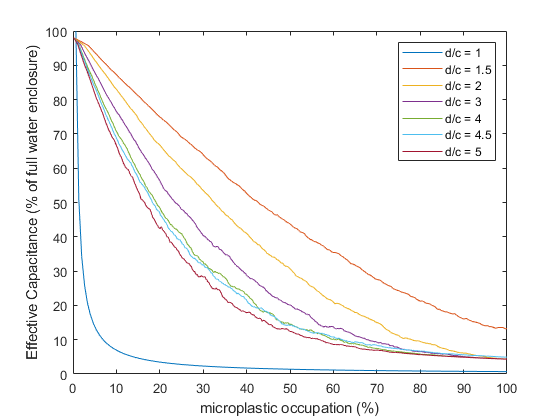 100
90
80
70
60
50
40
30
20
10
0
Effective Capacitance (% of full water enclosure)
d/c = 1
d/c = 1.5
d/c = 2
d/c = 3
d/c = 4
d/c = 4.5
d/c = 5
0 10 20 30 40 50 60 70 80 90 100
microplastic occupation (%)